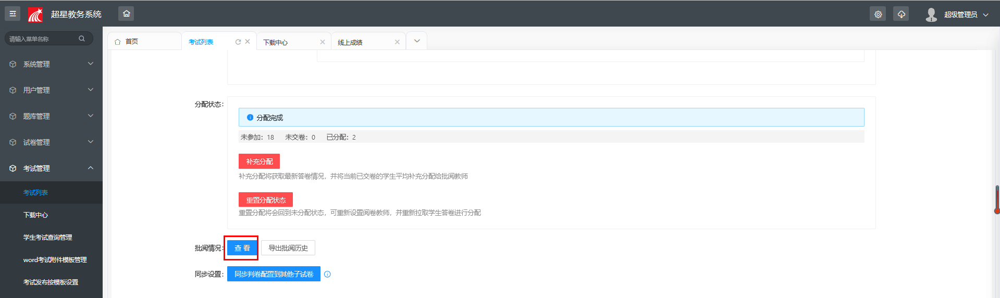 超星教务系统
超级管理员
请输入菜单名称
首页
考试列表
下载中心
线上成绩
系统管理
用户管理
题库管理
试卷管理
考试管理
考试列表
下载中心
学生考试查询管理
word考试附件模板管理
考试发布按模板设置
分配状态：
分配完成
未参加：18 未交卷：0 已分配：2
补充分配
补充分配将获取最新答卷情况，并将当前已交卷的学生平均补充分配给批阅教师
重置分配状态
重置分配将会回到未分配状态，可重新设置阅卷教师，并重新拉取学生答卷进行分配
批阅情况：
查 看
导出批阅历史
同步设置：
同步判卷配置到其他子试卷